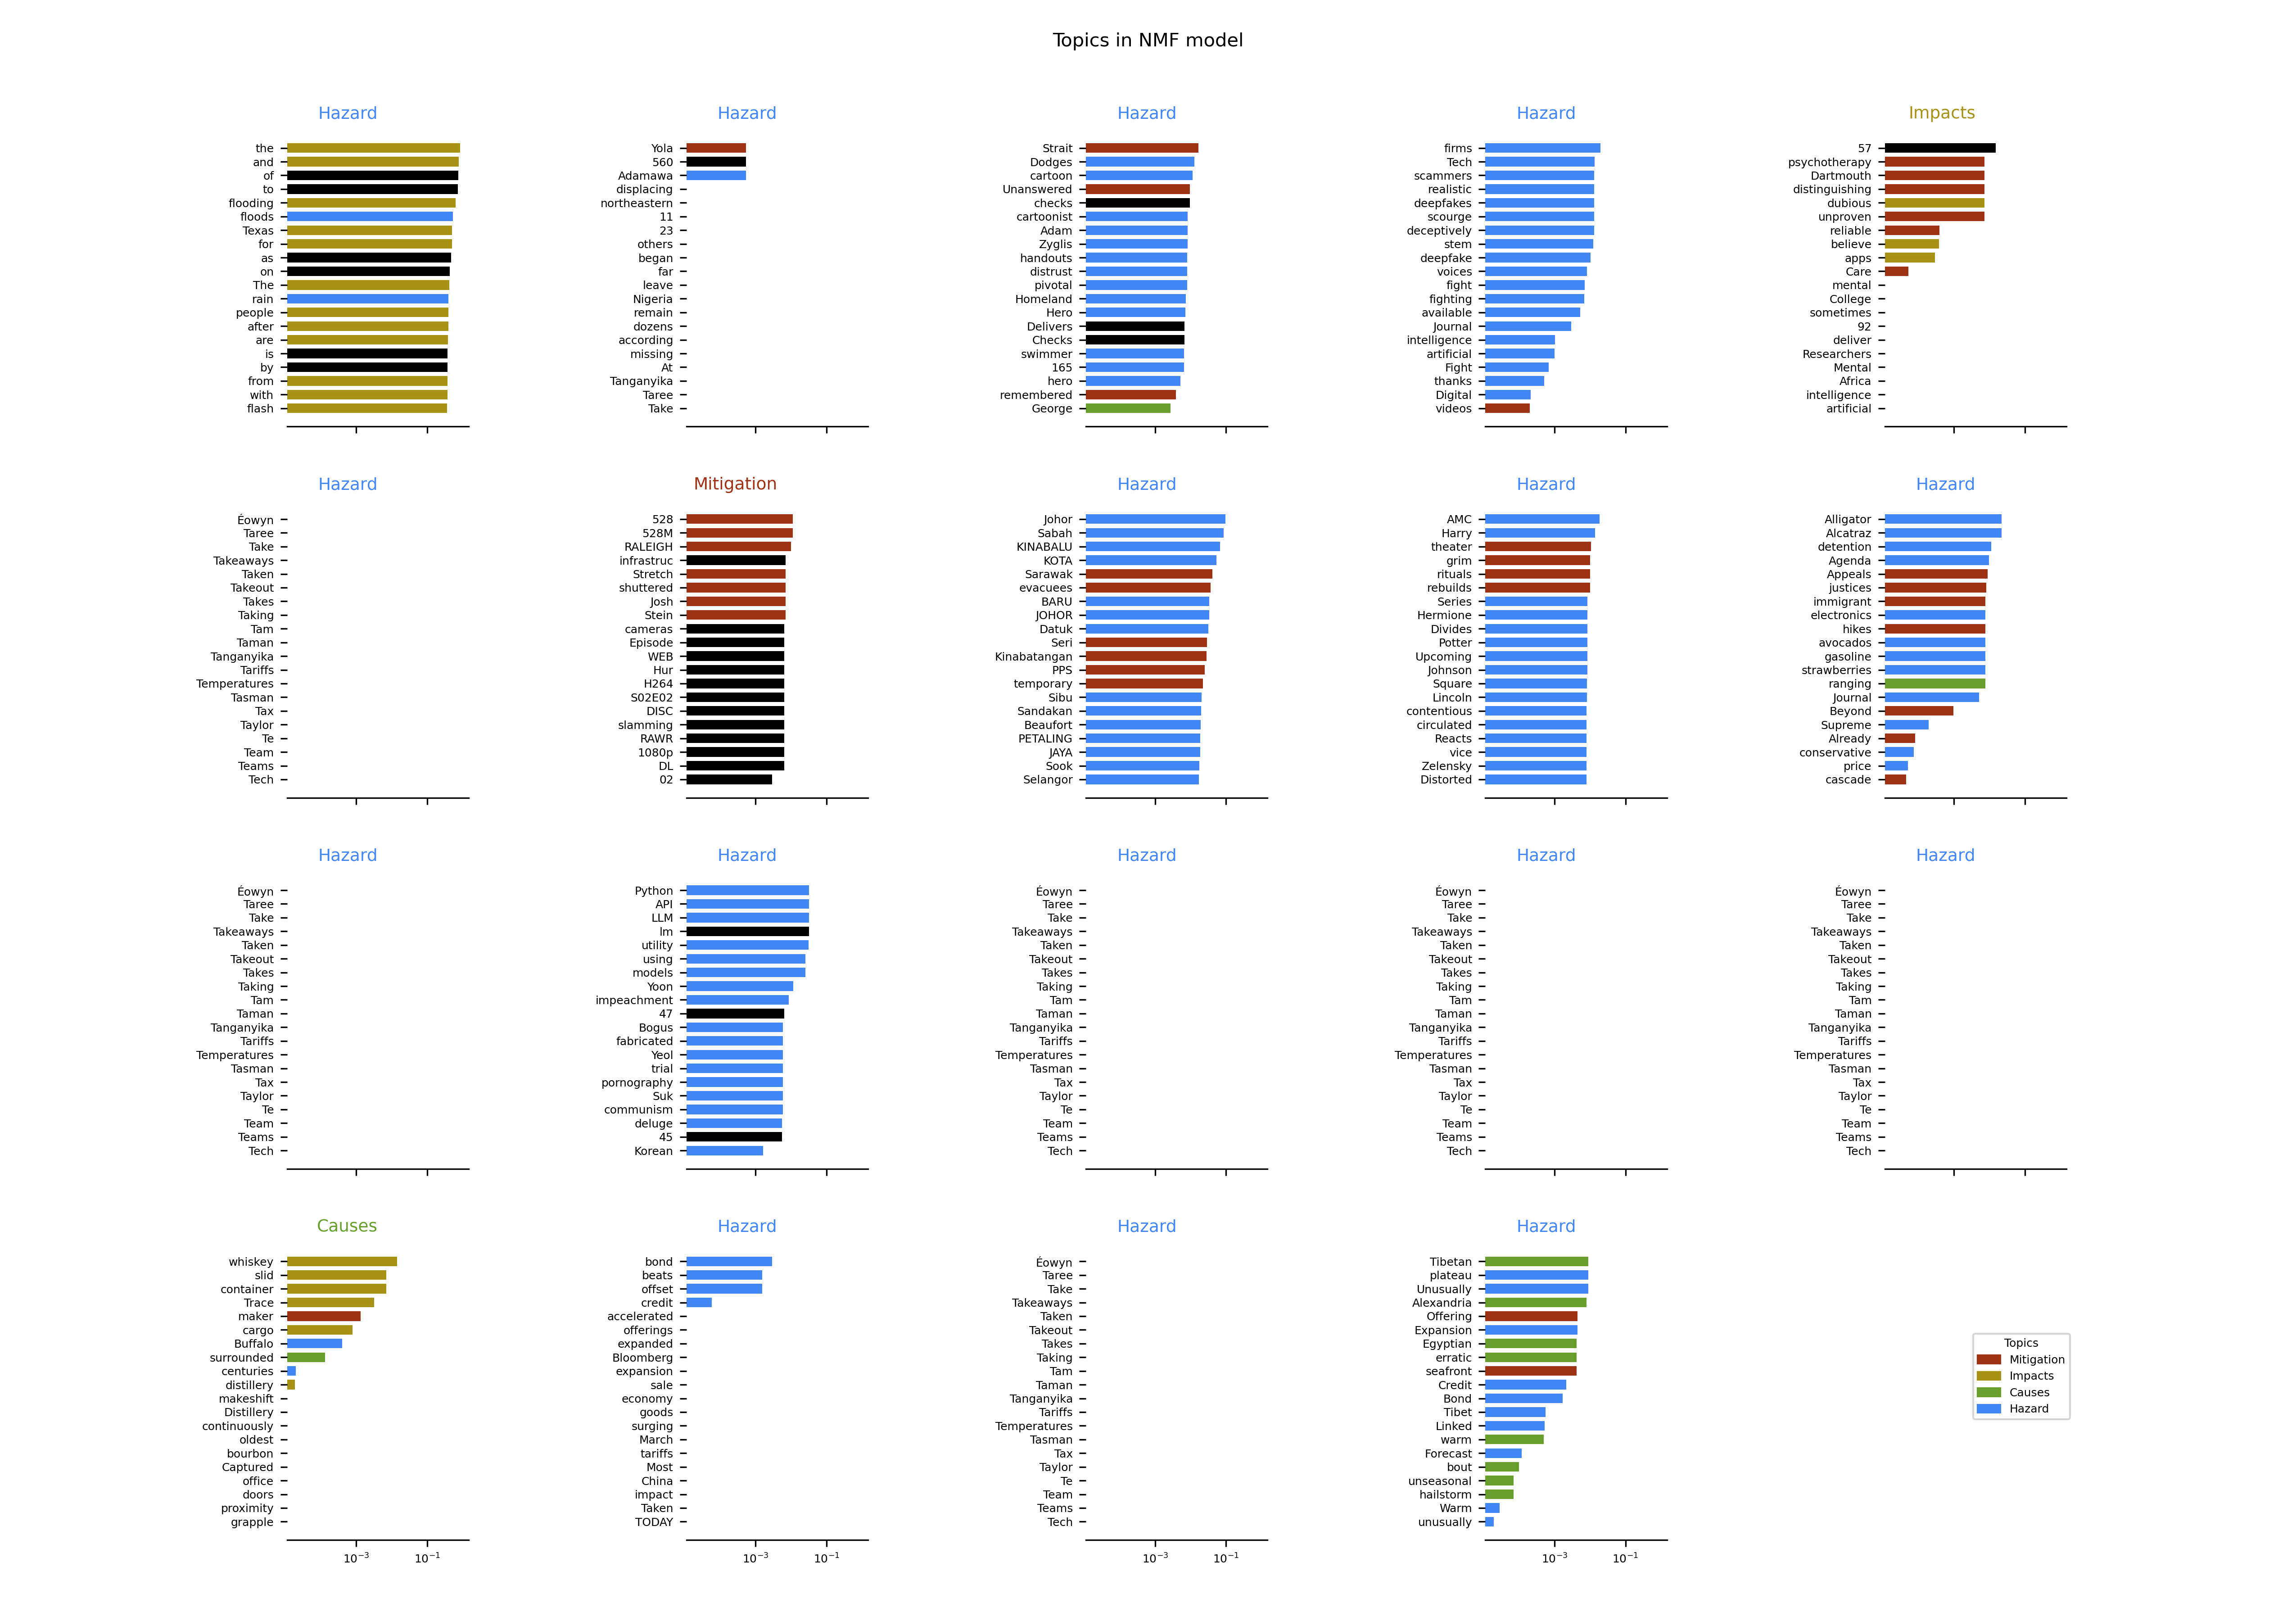 Topics in NMF model
Hazard
the
and
of
to
flooding
floods
Texas
for
as
on
The
rain
people
after
are
is
by
from
with
flash
Hazard
Yola
560
Adamawa
displacing
northeastern
11
23
others
began
far
leave
Nigeria
remain
dozens
according
missing
At
Tanganyika
Taree
Take
Hazard
Strait
Dodges
cartoon
Unanswered
checks
cartoonist
Adam
Zyglis
handouts
distrust
pivotal
Homeland
Hero
Delivers
Checks
swimmer
165
hero
remembered
George
Hazard
firms
Tech
scammers
realistic
deepfakes
scourge
deceptively
stem
deepfake
voices
fight
fighting
available
Journal
intelligence
artificial
Fight
thanks
Digital
videos
Impacts
57
psychotherapy
Dartmouth
distinguishing
dubious
unproven
reliable
believe
apps
Care
mental
College
sometimes
92
deliver
Researchers
Mental
Africa
intelligence
artificial
Hazard
Éowyn
Taree
Take
Takeaways
Taken
Takeout
Takes
Taking
Tam
Taman
Tanganyika
Tariffs
Temperatures
Tasman
Tax
Taylor
Te
Team
Teams
Tech
Mitigation
528
528M
RALEIGH
infrastruc
Stretch
shuttered
Josh
Stein
cameras
Episode
WEB
Hur
H264
S02E02
DISC
slamming
RAWR
1080p
DL
02
Hazard
Johor
Sabah
KINABALU
KOTA
Sarawak
evacuees
BARU
JOHOR
Datuk
Seri
Kinabatangan
PPS
temporary
Sibu
Sandakan
Beaufort
PETALING
JAYA
Sook
Selangor
Hazard
AMC
Harry
theater
grim
rituals
rebuilds
Series
Hermione
Divides
Potter
Upcoming
Johnson
Square
Lincoln
contentious
circulated
Reacts
vice
Zelensky
Distorted
Hazard
Alligator
Alcatraz
detention
Agenda
Appeals
justices
immigrant
electronics
hikes
avocados
gasoline
strawberries
ranging
Journal
Beyond
Supreme
Already
conservative
price
cascade
Hazard
Éowyn
Taree
Take
Takeaways
Taken
Takeout
Takes
Taking
Tam
Taman
Tanganyika
Tariffs
Temperatures
Tasman
Tax
Taylor
Te
Team
Teams
Tech
Hazard
Python
API
LLM
Im
utility
using
models
Yoon
impeachment
47
Bogus
fabricated
Yeol
trial
pornography
Suk
communism
deluge
45
Korean
Hazard
Éowyn
Taree
Take
Takeaways
Taken
Takeout
Takes
Taking
Tam
Taman
Tanganyika
Tariffs
Temperatures
Tasman
Tax
Taylor
Te
Team
Teams
Tech
Hazard
Éowyn
Taree
Take
Takeaways
Taken
Takeout
Takes
Taking
Tam
Taman
Tanganyika
Tariffs
Temperatures
Tasman
Tax
Taylor
Te
Team
Teams
Tech
Hazard
Éowyn
Taree
Take
Takeaways
Taken
Takeout
Takes
Taking
Tam
Taman
Tanganyika
Tariffs
Temperatures
Tasman
Tax
Taylor
Te
Team
Teams
Tech
Causes
whiskey
slid
container
Trace
maker
cargo
Buffalo
surrounded
centuries
distillery
makeshift
Distillery
continuously
oldest
bourbon
Captured
office
doors
proximity
grapple
10⁻³ 10⁻¹
Hazard
bond
beats
offset
credit
accelerated
offerings
expanded
Bloomberg
expansion
sale
economy
goods
surging
March
tariffs
Most
China
impact
Taken
TODAY
10⁻³ 10⁻¹
Hazard
Éowyn
Taree
Take
Takeaways
Taken
Takeout
Takes
Taking
Tam
Taman
Tanganyika
Tariffs
Temperatures
Tasman
Tax
Taylor
Te
Team
Teams
Tech
10⁻³ 10⁻¹
Hazard
Tibetan
plateau
Unusually
Alexandria
Offering
Expansion
Egyptian
erratic
seafront
Credit
Bond
Tibet
Linked
warm
Forecast
bout
unseasonal
hailstorm
Warm
unusually
10⁻³ 10⁻¹
Topics
Mitigation
Impacts
Causes
Hazard